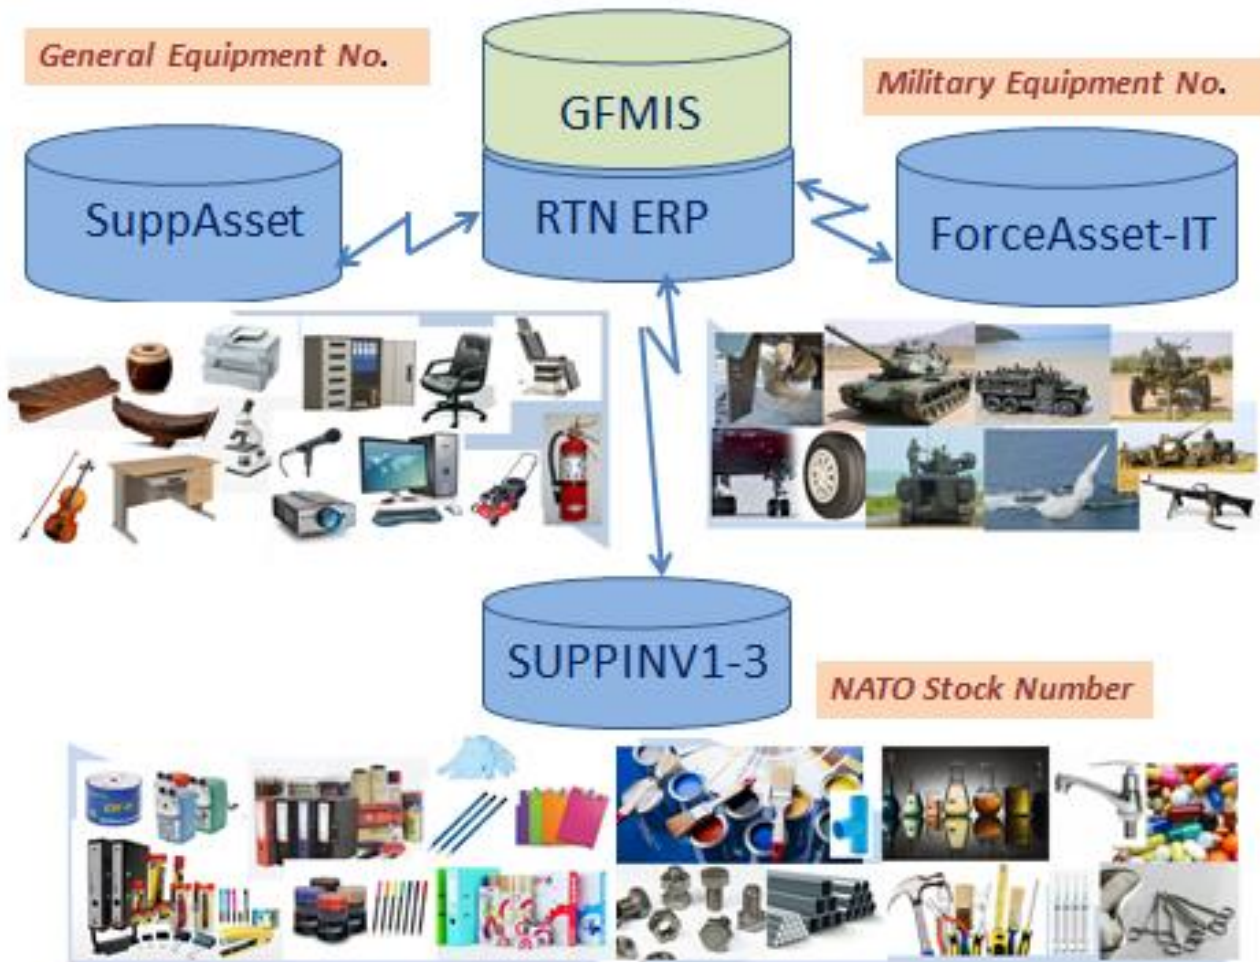 General Equipment No.
GFMIS
Military Equipment No.
SuppAsset
RTN ERP
ForceAsset-IT
SUPPINV1-3
NATO Stock Number